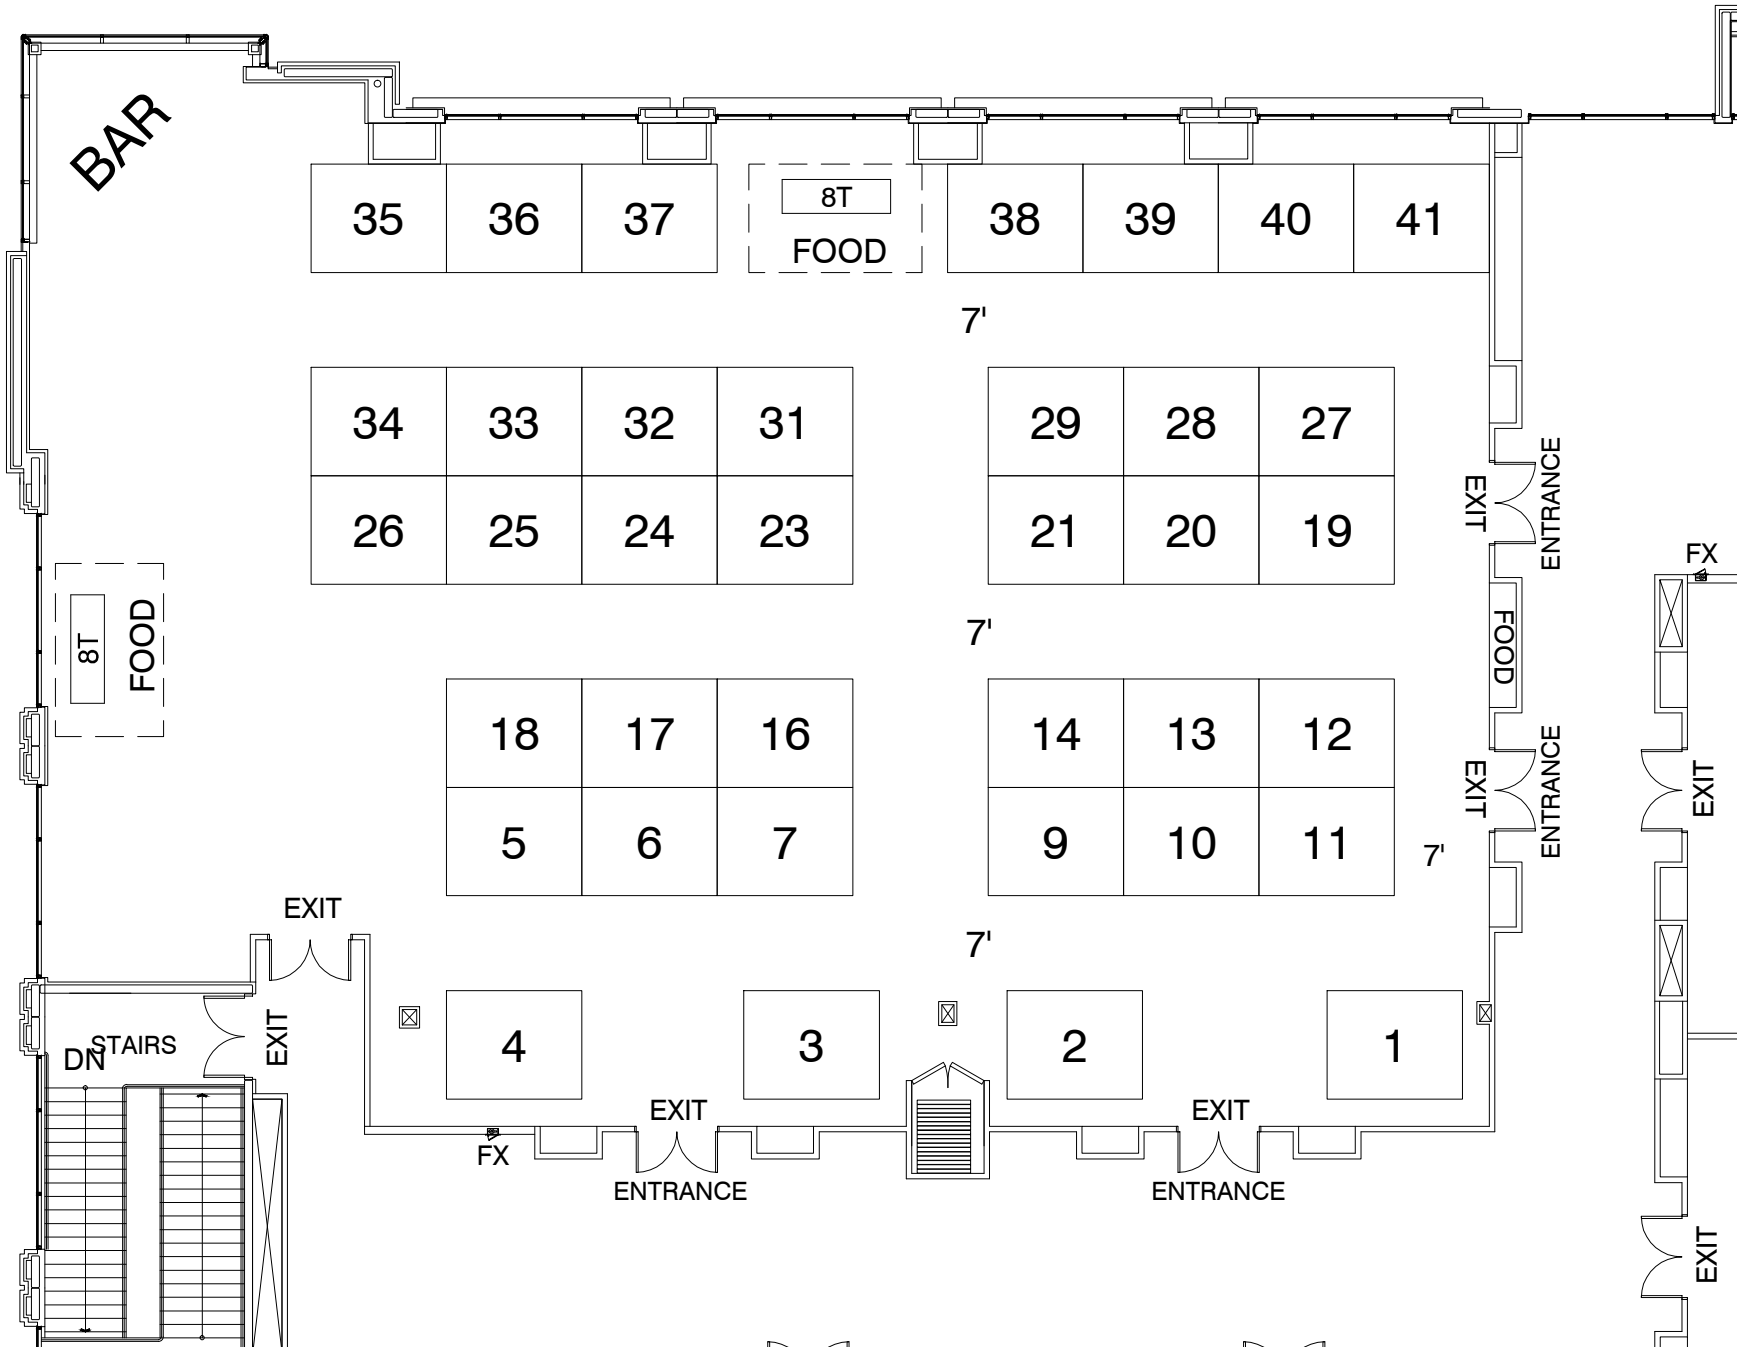 BAR
35 36 37
8T
FOOD
38 39 40 41
7'
34 33 32 31
29 28 27
26 25 24 23
21 20 19
EXIT
ENTRANCE
FX
8T
FOOD
7'
FOOD
18 17 16
14 13 12
5 6 7
9 10 11
EXIT
ENTRANCE
7'
EXIT
EXIT
7'
4 3 2 1
STAIRS
DN
EXIT
EXIT
EXIT
FX
ENTRANCE
ENTRANCE
EXIT